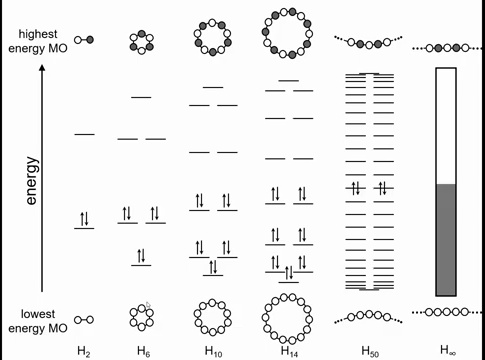 highest
energy MO
energy
lowest
energy MO
H₂
H₆
H₁₀
H₁₄
H₅₀
H∞